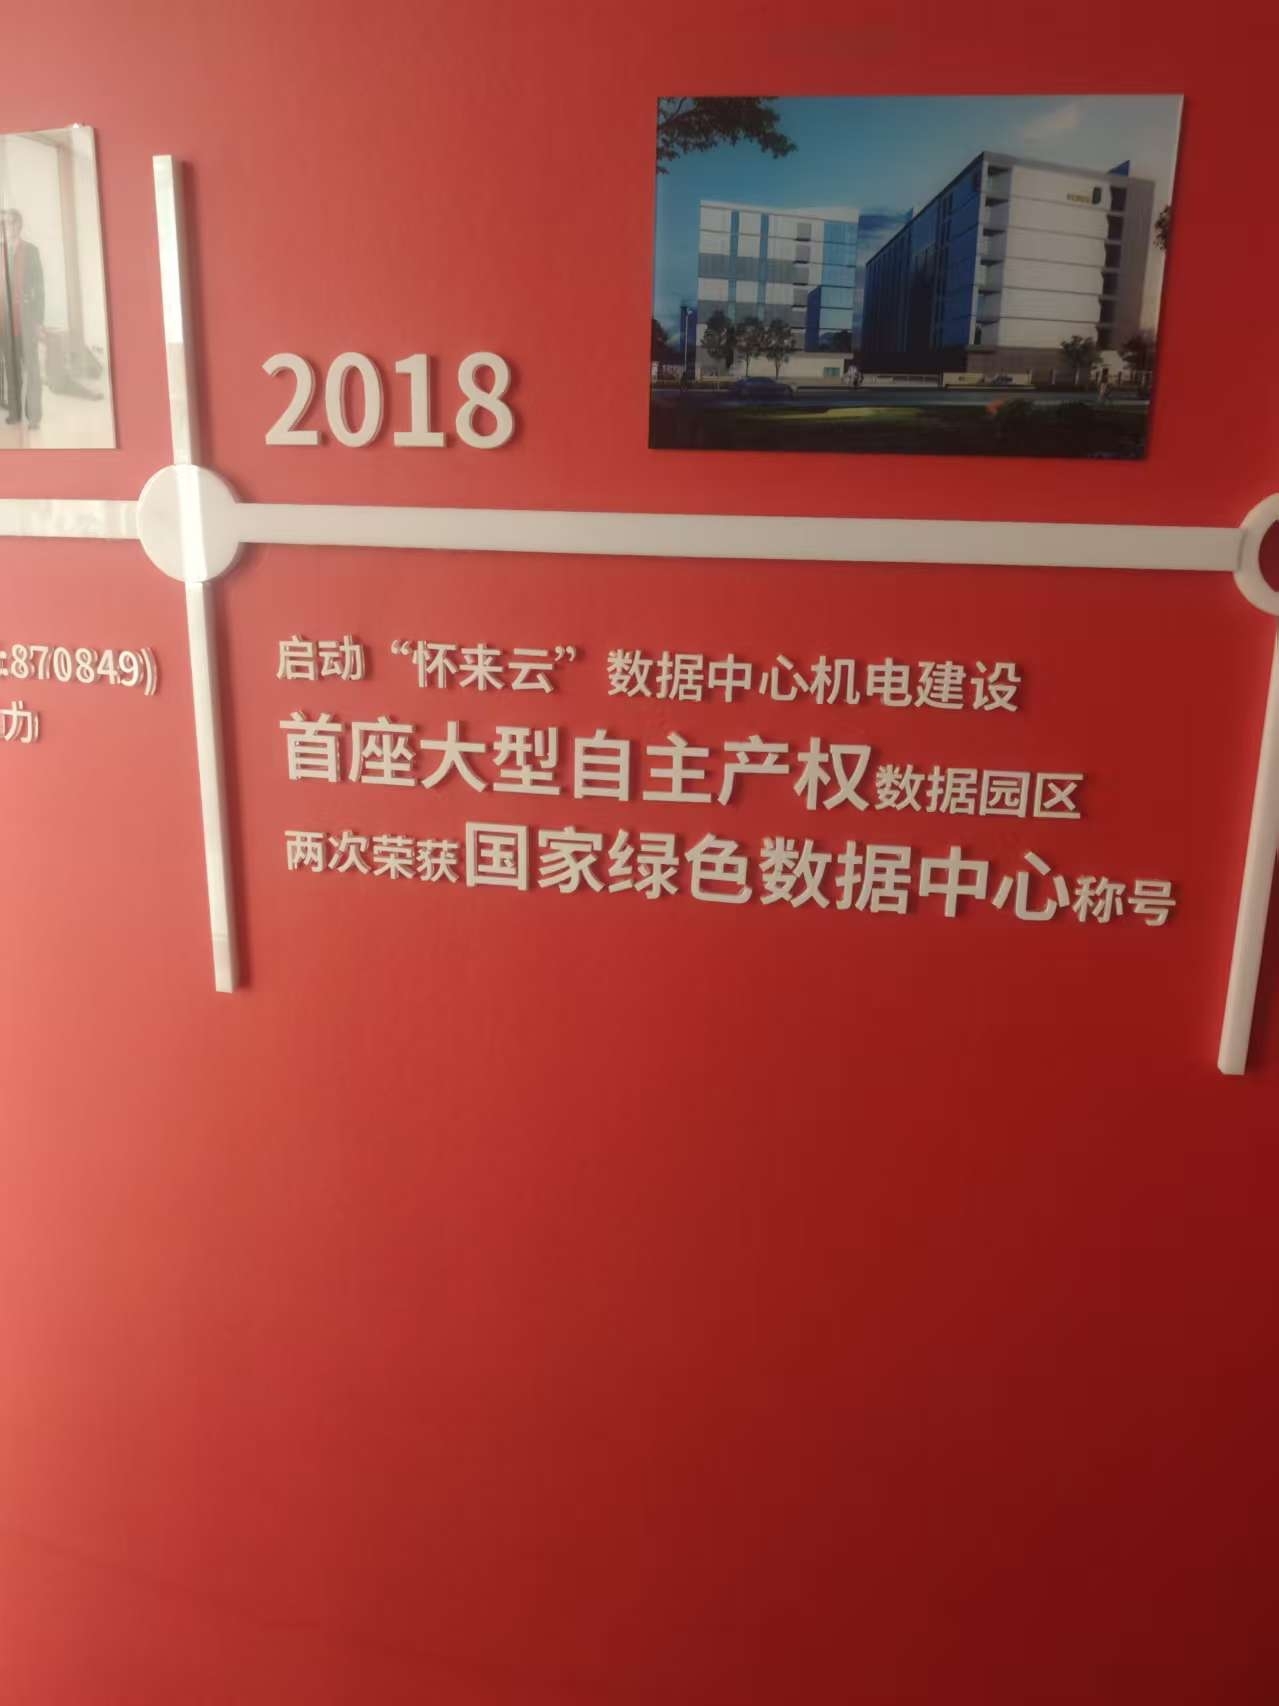 2018
:870849)
力
启动“怀来云”数据中心机电建设
首座大型自主产权数据园区
两次荣获国家绿色数据中心称号